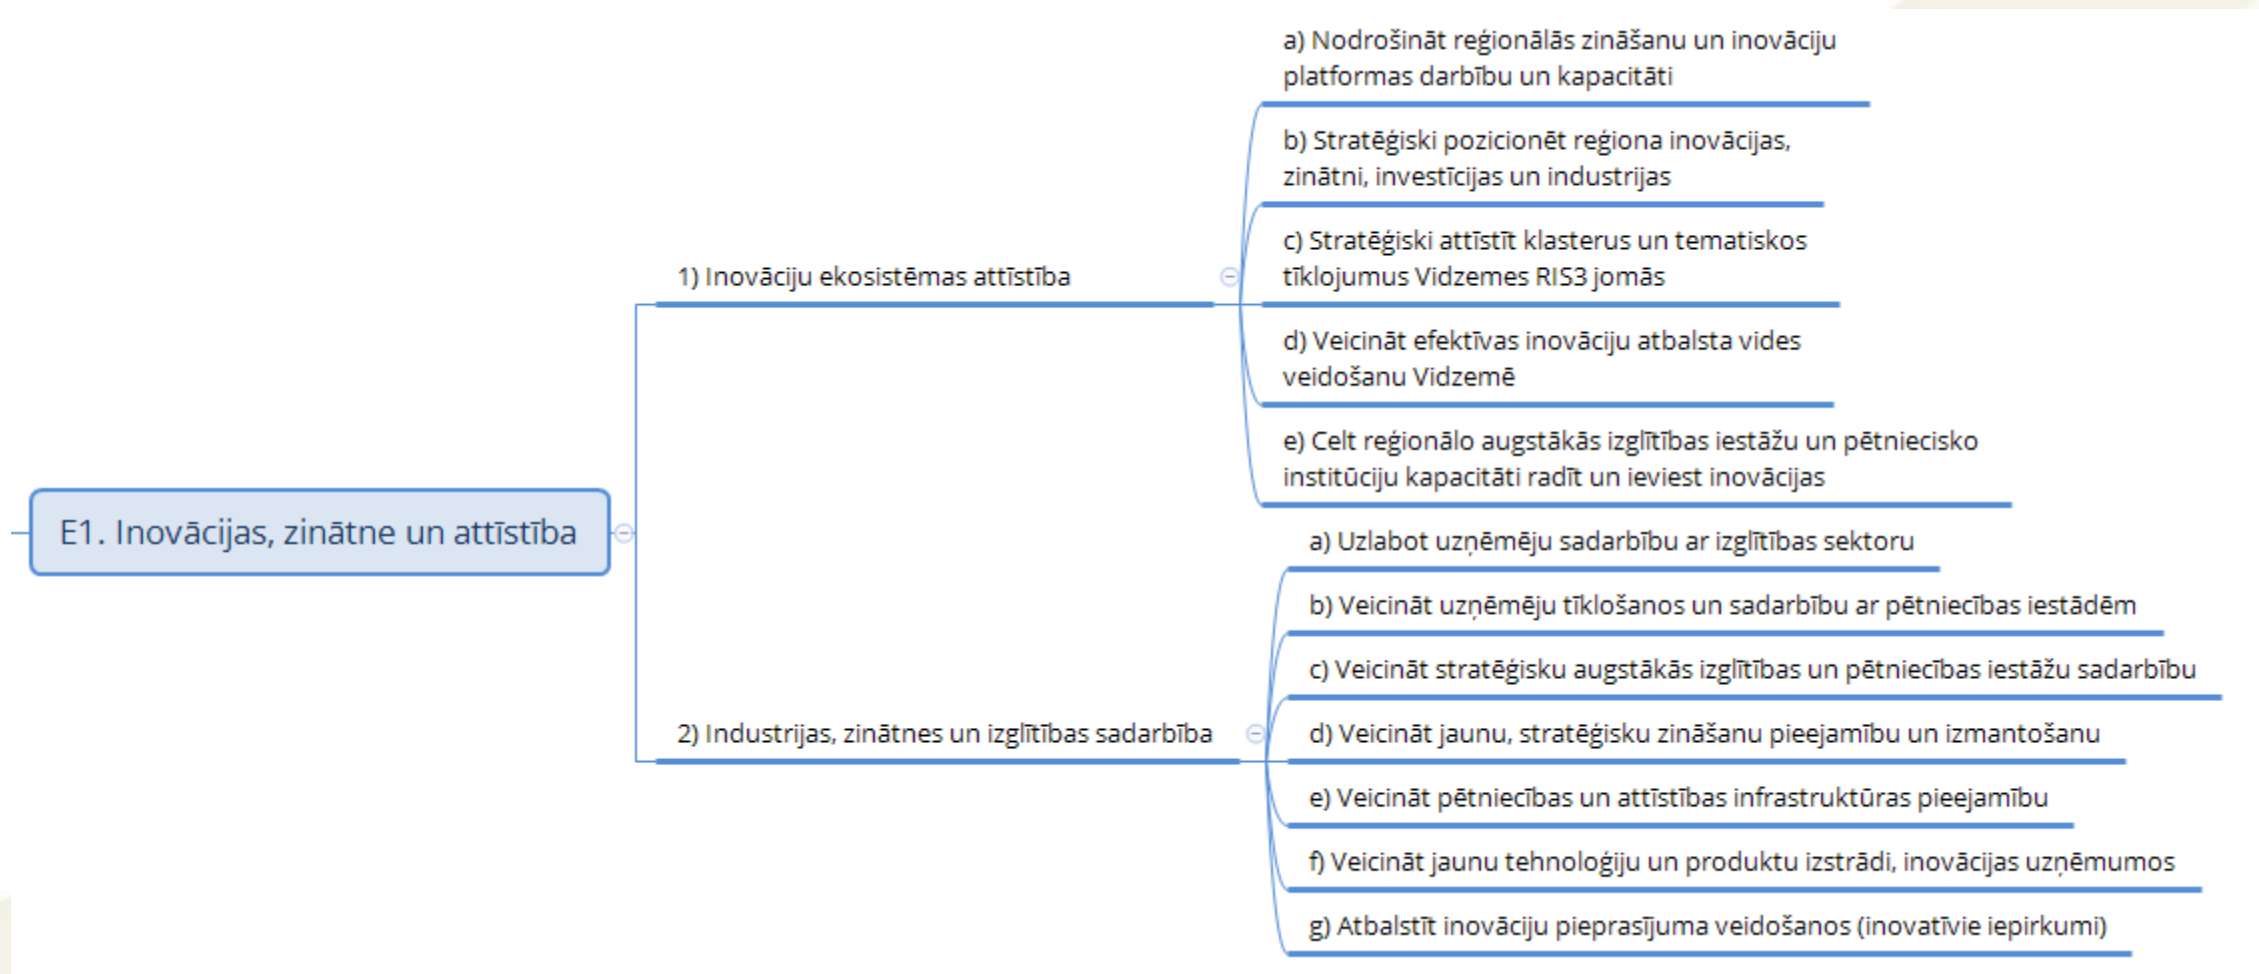 E1. Inovācijas, zinātne un attīstība
1) Inovāciju ekosistēmas attīstība
a) Nodrošināt reģionālās zināšanu un inovāciju
platformas darbību un kapacitāti
b) Stratēģiski pozicionēt reģiona inovācijas,
zinātni, investīcijas un industrijas
c) Stratēģiski attīstīt klasterus un tematiskos
tīklojumus Vidzemes RIS3 jomās
d) Veicināt efektīvas inovāciju atbalsta vides
veidošanu Vidzemē
e) Celt reģionālo augstākās izglītības iestāžu un pētniecisko
institūciju kapacitāti radīt un ieviest inovācijas
2) Industrijas, zinātnes un izglītības sadarbība
a) Uzlabot uzņēmēju sadarbību ar izglītības sektoru
b) Veicināt uzņēmēju tīklošanos un sadarbību ar pētniecības iestādēm
c) Veicināt stratēģisku augstākās izglītības un pētniecības iestāžu sadarbību
d) Veicināt jaunu, stratēģisku zināšanu pieejamību un izmantošanu
e) Veicināt pētniecības un attīstības infrastruktūras pieejamību
f) Veicināt jaunu tehnoloģiju un produktu izstrādi, inovācijas uzņēmumos
g) Atbalstīt inovāciju pieprasījuma veidošanos (inovatīvie iepirkumi)